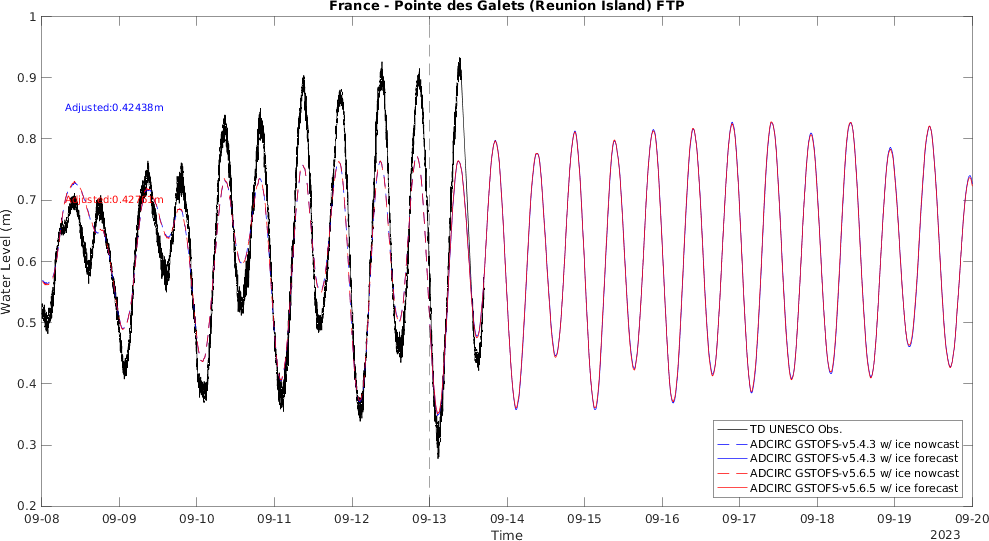 France - Pointe des Galets (Reunion Island) FTP
Water Level (m)
1
0.9
0.8
0.7
0.6
0.5
0.4
0.3
0.2
Adjusted:0.42438m
TD UNESCO Obs.
ADCIRC GSTOFS-v5.4.3 w/ ice nowcast
ADCIRC GSTOFS-v5.4.3 w/ ice forecast
ADCIRC GSTOFS-v5.6.5 w/ ice nowcast
ADCIRC GSTOFS-v5.6.5 w/ ice forecast
09-08 09-09 09-10 09-11 09-12 09-13 09-14 09-15 09-16 09-17 09-18 09-19 09-20
Time
2023